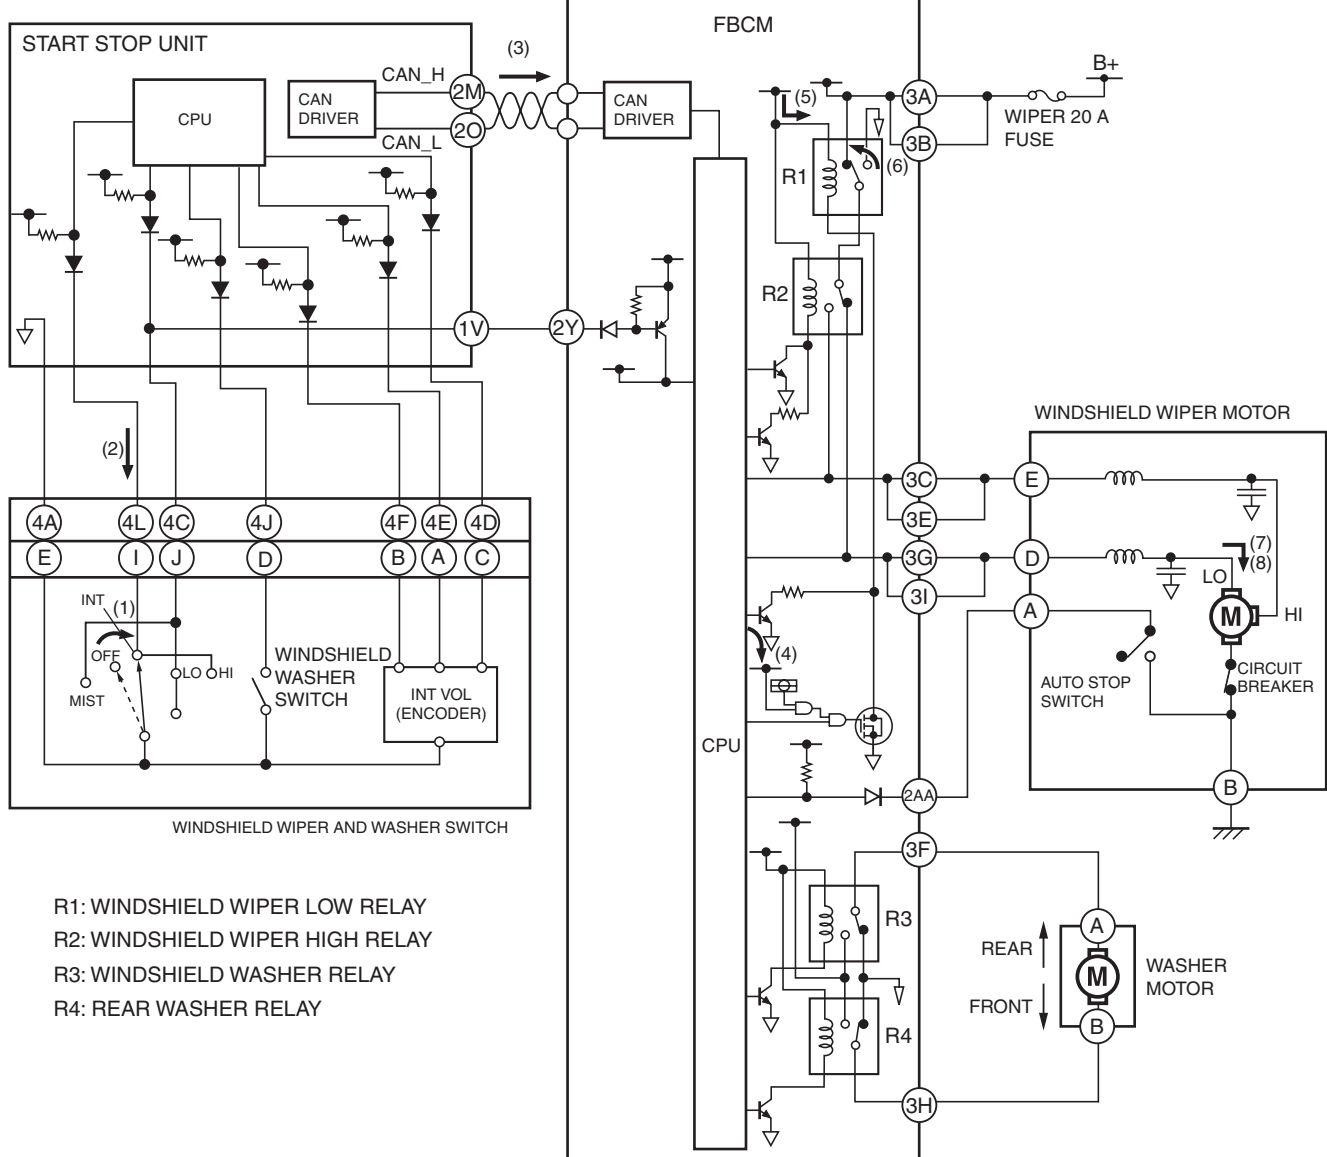 FBCM
START STOP UNIT
(3)
CAN_H
B+
CAN DRIVER
2M
CAN DRIVER
(5)
3A
CPU
2O
WIPER 20 A FUSE
CAN_L
3B
(6)
R1
R2
1V
2Y
WINDSHIELD WIPER MOTOR
(2)
3C
E
3E
4A
4L
4C
4J
4F
4E
4D
E
I
J
D
B
A
C
3G
D
(7)
(8)
LO
3I
INT
(1)
A
M
HI
OFF
WINDSHIELD WASHER SWITCH
(4)
LO
HI
CIRCUIT BREAKER
AUTO STOP SWITCH
MIST
INT VOL (ENCODER)
CPU
2AA
B
WINDSHIELD WIPER AND WASHER SWITCH
3F
R1: WINDSHIELD WIPER LOW RELAY
R2: WINDSHIELD WIPER HIGH RELAY
R3: WINDSHIELD WASHER RELAY
R4: REAR WASHER RELAY
R3
A
REAR
M
WASHER MOTOR
FRONT
R4
B
3H